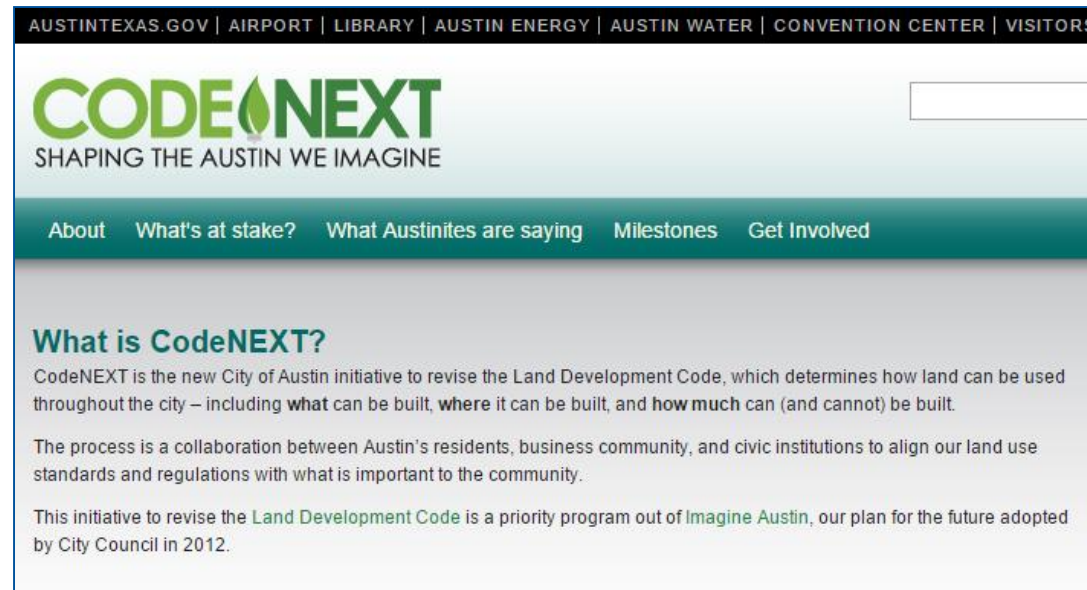 AUSTINTEXAS.GOV | AIRPORT | LIBRARY | AUSTIN ENERGY | AUSTIN WATER | CONVENTION CENTER | VISITORS
CODE NEXT
SHAPING THE AUSTIN WE IMAGINE
About What's at stake? What Austinites are saying Milestones Get Involved
What is CodeNEXT?
CodeNEXT is the new City of Austin initiative to revise the Land Development Code, which determines how land can be used
throughout the city – including what can be built, where it can be built, and how much can (and cannot) be built.
The process is a collaboration between Austin's residents, business community, and civic institutions to align our land use
standards and regulations with what is important to the community.
This initiative to revise the Land Development Code is a priority program out of Imagine Austin, our plan for the future adopted
by City Council in 2012.